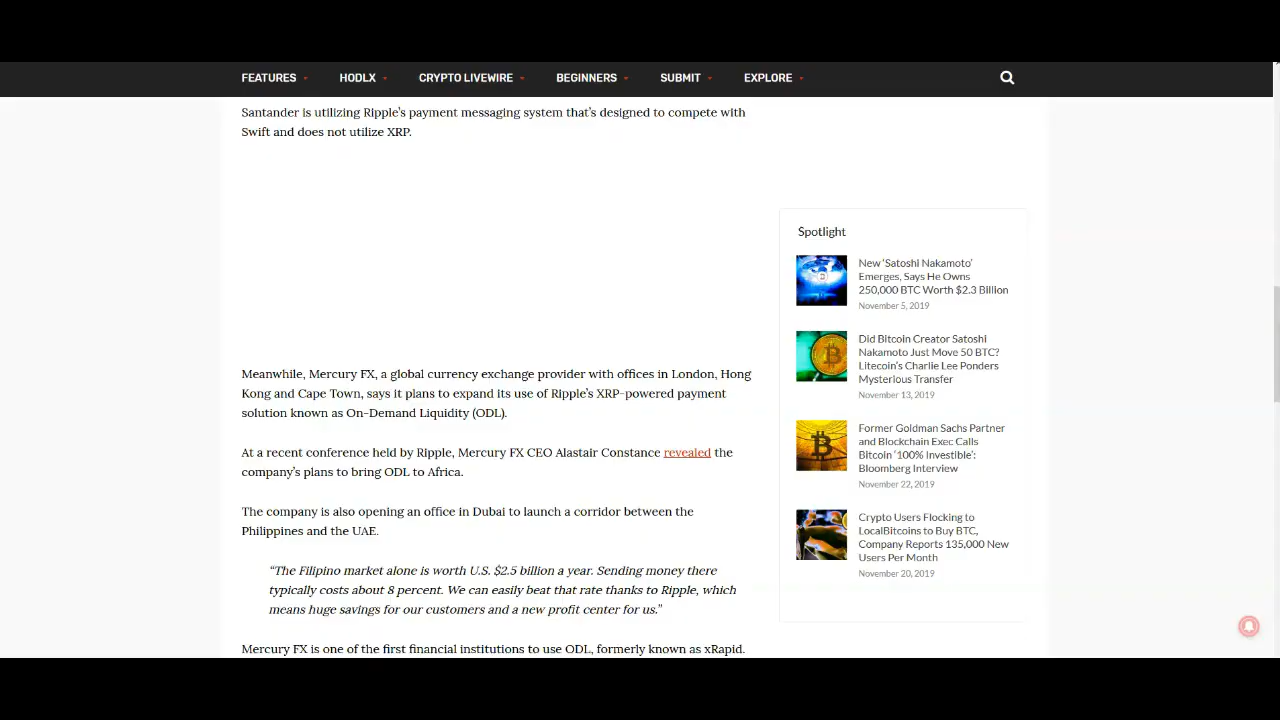 FEATURES HODLX CRYPTO LIVEWIRE BEGINNERS SUBMIT EXPLORE
Santander is utilizing Ripple's payment messaging system that's designed to compete with
Swift and does not utilize XRP.
Meanwhile, Mercury FX, a global currency exchange provider with offices in London, Hong
Kong and Cape Town, says it plans to expand its use of Ripple's XRP-powered payment
solution known as On-Demand Liquidity (ODL).
At a recent conference held by Ripple, Mercury FX CEO Alastair Constance revealed the
company's plans to bring ODL to Africa.
The company is also opening an office in Dubai to launch a corridor between the
Philippines and the UAE.
“The Filipino market alone is worth U.S. $2.5 billion a year. Sending money there
typically costs about 8 percent. We can easily beat that rate thanks to Ripple, which
means huge savings for our customers and a new profit center for us.”
Mercury FX is one of the first financial institutions to use ODL, formerly known as xRapid.
Spotlight
New ‘Satoshi Nakamoto’
Emerges, Says He Owns
250,000 BTC Worth $2.3 Billion
November 5, 2019
Did Bitcoin Creator Satoshi
Nakamoto Just Move 50 BTC?
Litecoin's Charlie Lee Ponders
Mysterious Transfer
November 13, 2019
Former Goldman Sachs Partner
and Blockchain Exec Calls
Bitcoin ‘100% Investible’:
Bloomberg Interview
November 22, 2019
Crypto Users Flocking to
LocalBitcoins to Buy BTC,
Company Reports 135,000 New
Users Per Month
November 20, 2019